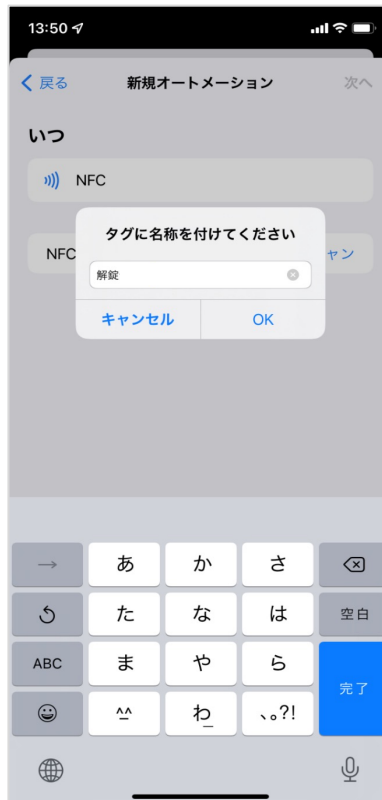 13:50
戻る 新規オートメーション 次へ
いつ
NFC
タグに名称を付けてください
NFC ャン
解錠
キャンセル OK
→ あ か さ
た な は 空白
ABC ま や ら
完了
^^ わ_ 、。?!